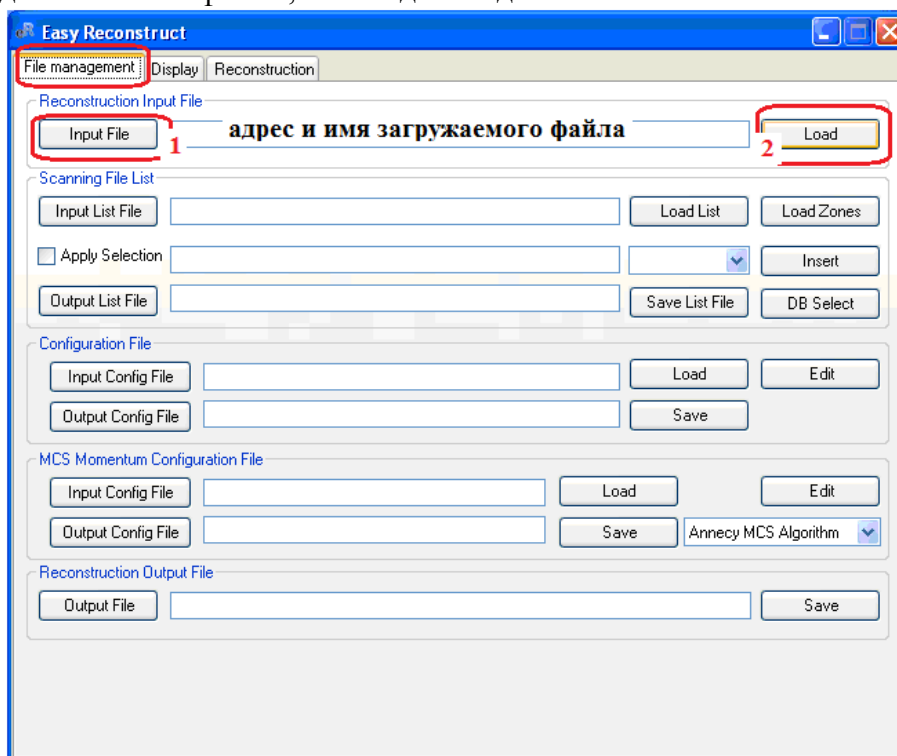 Easy Reconstruct
File management Display Reconstruction
Reconstruction Input File
Input File 1 адрес и имя загружаемого файла 2 Load
Scanning File List
Input List File Load List Load Zones
Apply Selection Insert
Output List File Save List File DB Select
Configuration File
Input Config File Load Edit
Output Config File Save
MCS Momentum Configuration File
Input Config File Load Edit
Output Config File Save Annecy MCS Algorithm
Reconstruction Output File
Output File Save